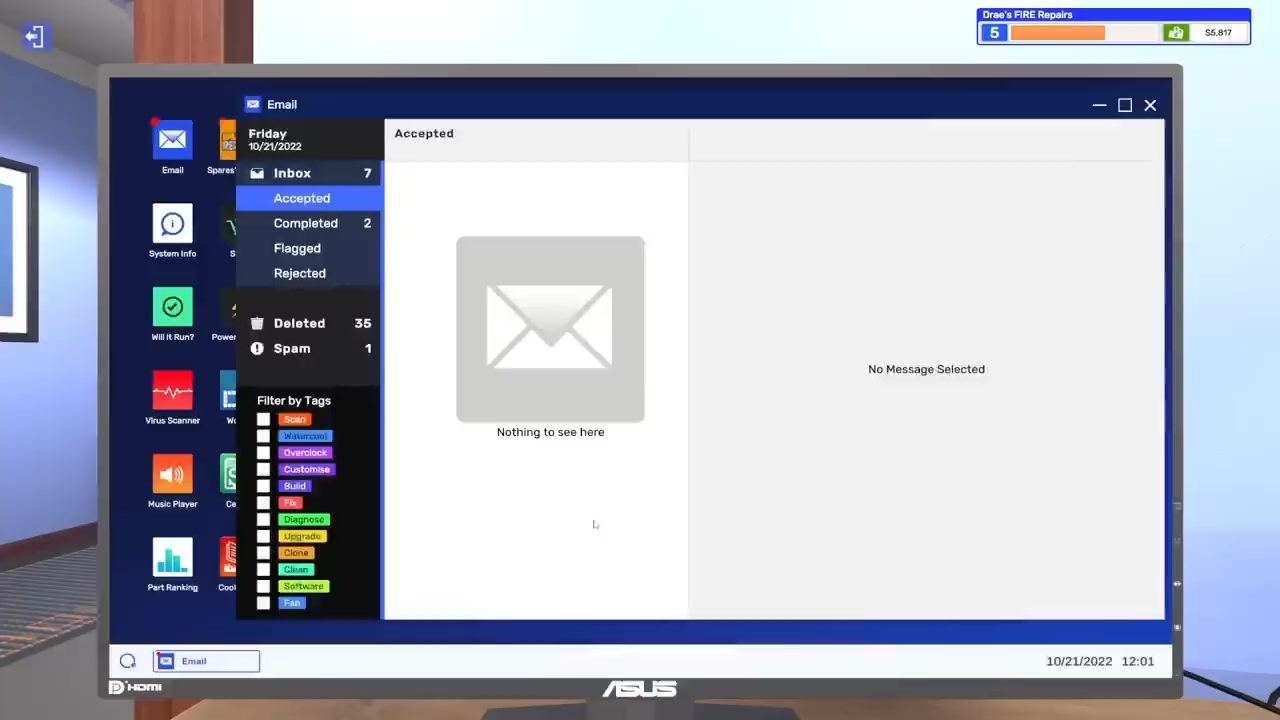 Drae's FIRE Repairs
5
$5,817
Email
Friday
10/21/2022
Inbox 7
Accepted
Completed 2
Flagged
Rejected
Deleted 35
Spam 1
Filter by Tags
Scan
Watercool
Overclock
Customise
Build
Fix
Diagnose
Upgrade
Clone
Clean
Software
Fan
Accepted
Nothing to see here
No Message Selected
Email
Spares
System Info
Will it Run?
Power
Virus Scanner
Music Player
Part Ranking
Email
10/21/2022 12:01
HDMI
ASUS